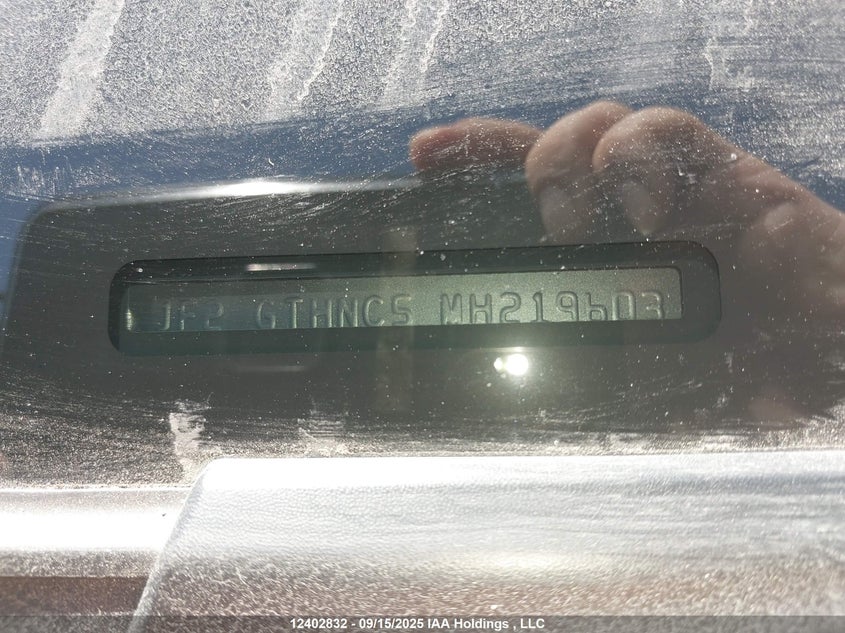 JF2 GTHNC5 MH219603
12402832 - 09/15/2025 IAA Holdings , LLC